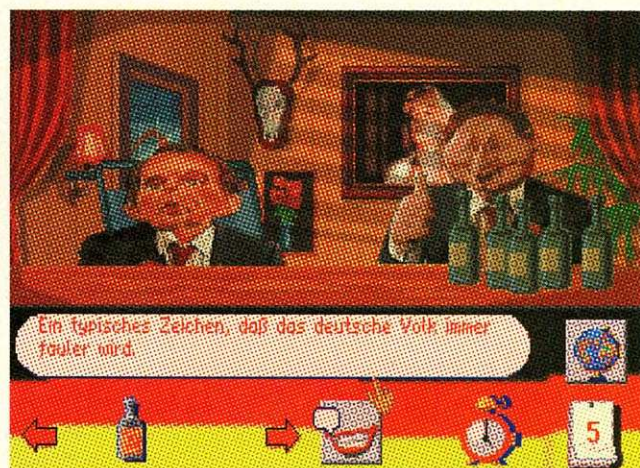 Ein typisches Zeichen, daß das deutsche Volk immer
fauler wird.
5